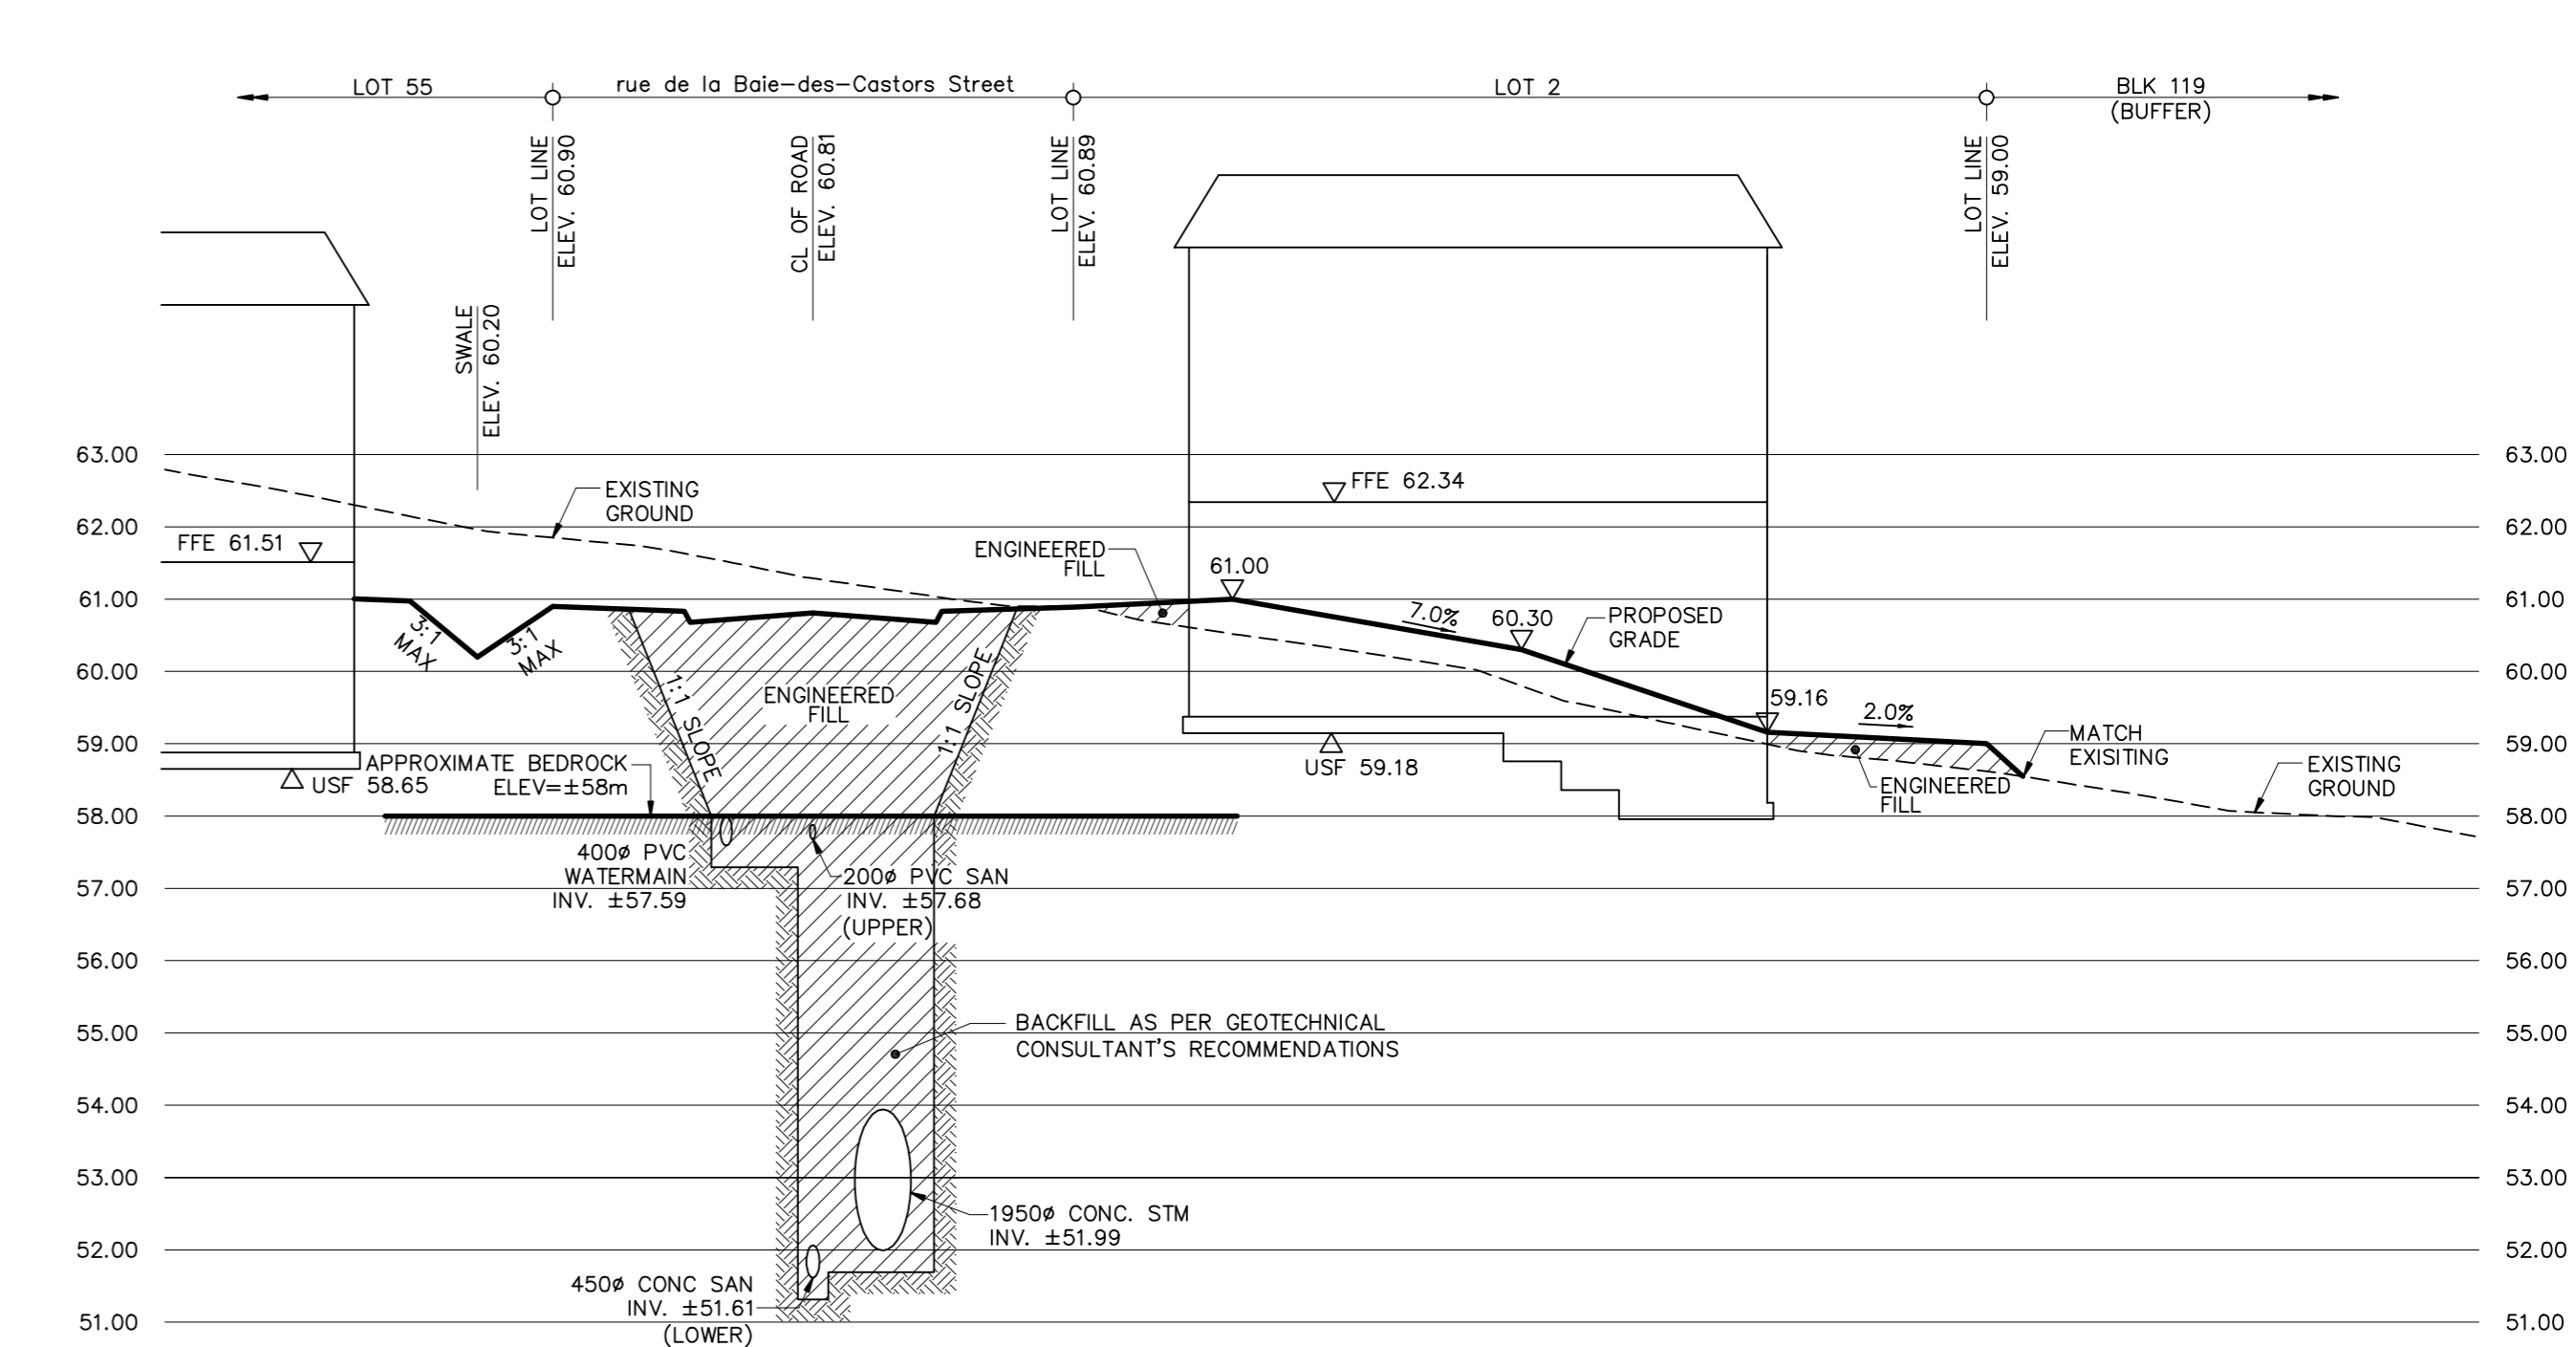 LOT 55
rue de la Baie-des-Castors Street
LOT 2
BLK 119
(BUFFER)
LOT LINE
ELEV. 60.90
CL OF ROAD
ELEV. 60.81
LOT LINE
ELEV. 60.89
LOT LINE
ELEV. 59.00
SWALE
ELEV. 60.20
63.00
63.00
EXISTING
GROUND
FFE 62.34
62.00
62.00
FFE 61.51
ENGINEERED
FILL
61.00
61.00
61.00
3:1
MAX
3:1
MAX
7.0%
60.30
PROPOSED
GRADE
60.00
60.00
1:1 SLOPE
ENGINEERED
FILL
1:1 SLOPE
59.16
2.0%
MATCH
EXISITING
59.00
59.00
APPROXIMATE BEDROCK
ELEV=±58m
USF 58.65
USF 59.18
ENGINEERED
FILL
EXISTING
GROUND
58.00
58.00
400ø PVC
WATERMAIN
INV. ±57.59
200ø PVC SAN
INV. ±57.68
(UPPER)
57.00
57.00
56.00
56.00
BACKFILL AS PER GEOTECHNICAL
CONSULTANT'S RECOMMENDATIONS
55.00
55.00
54.00
54.00
53.00
53.00
1950ø CONC. STM
INV. ±51.99
52.00
52.00
450ø CONC SAN
INV. ±51.61
(LOWER)
51.00
51.00